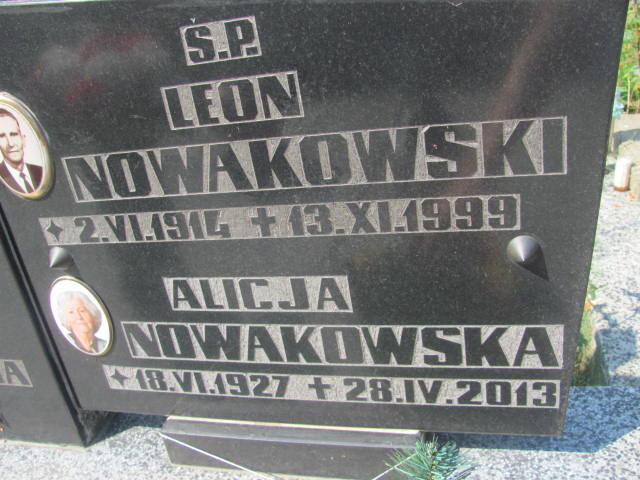 Ś.P.
LEON
NOWAKOWSKI
2.VI.1914 + 13.XI.1999
ALICJA
NOWAKOWSKA
18.VI.1927 + 28.IV.2013